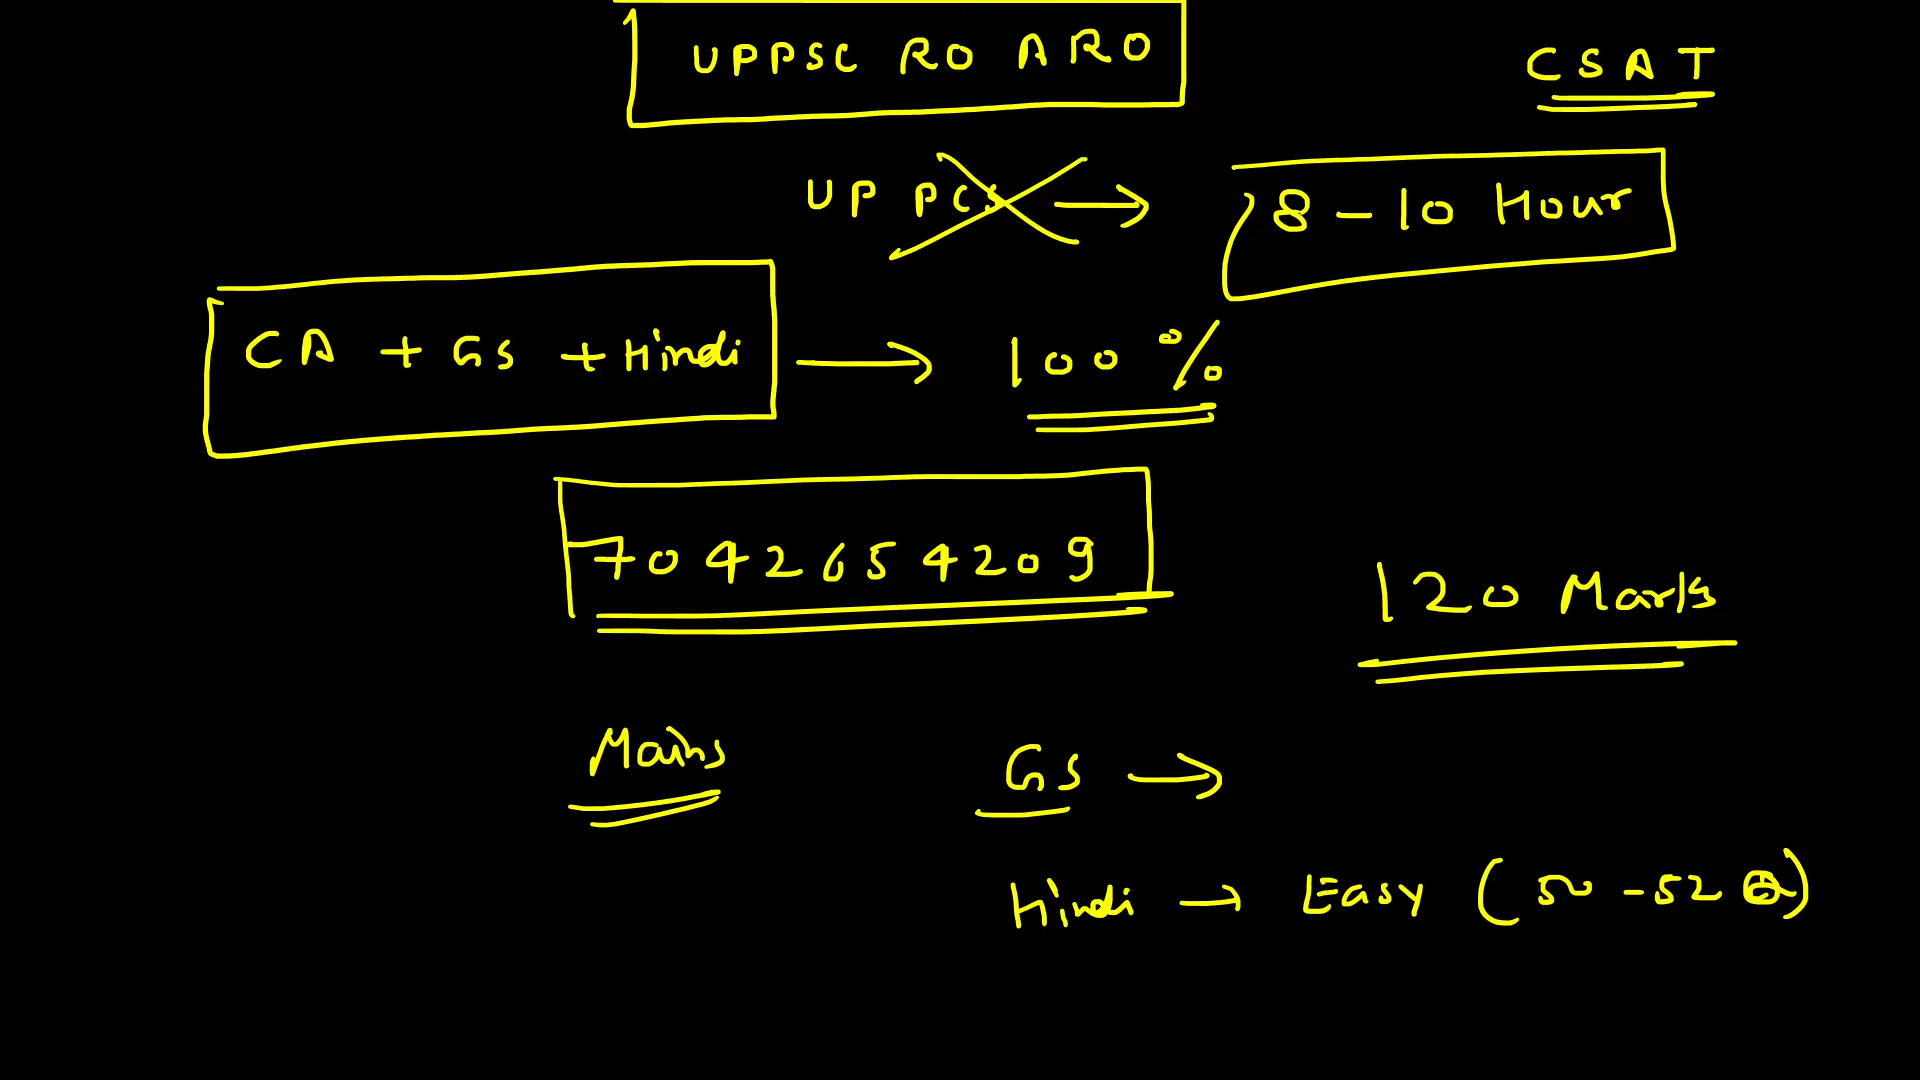 UPPSC RO ARO
CSAT
UP PCS → 8-10 Hour
CA + GS + Hindi → 100%
7042654209
120 Marks
Mains
GS →
Hindi → Easy (50-52 Q)